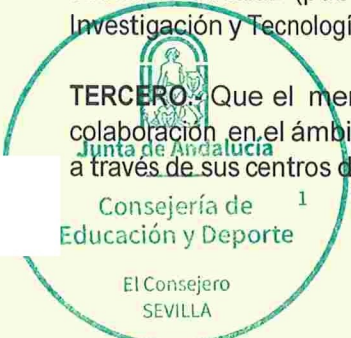 Investigación y Tecnologí
TERCERO.- Que el mer
colaboración en el ámbi
Junta de Andalucía
a través de sus centros d
Consejería de
1
Educación y Deporte
El Consejero
SEVILLA